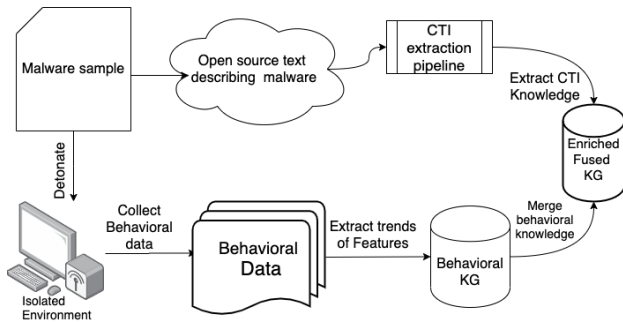 Malware sample
Open source text
describing malware
CTI
extraction
pipeline
Extract CTI
Knowledge
Enriched
Fused
KG
Detonate
Isolated
Environment
Collect
Behavioral
data
Behavioral
Data
Extract trends
of Features
Behavioral
KG
Merge
behavioral
knowledge